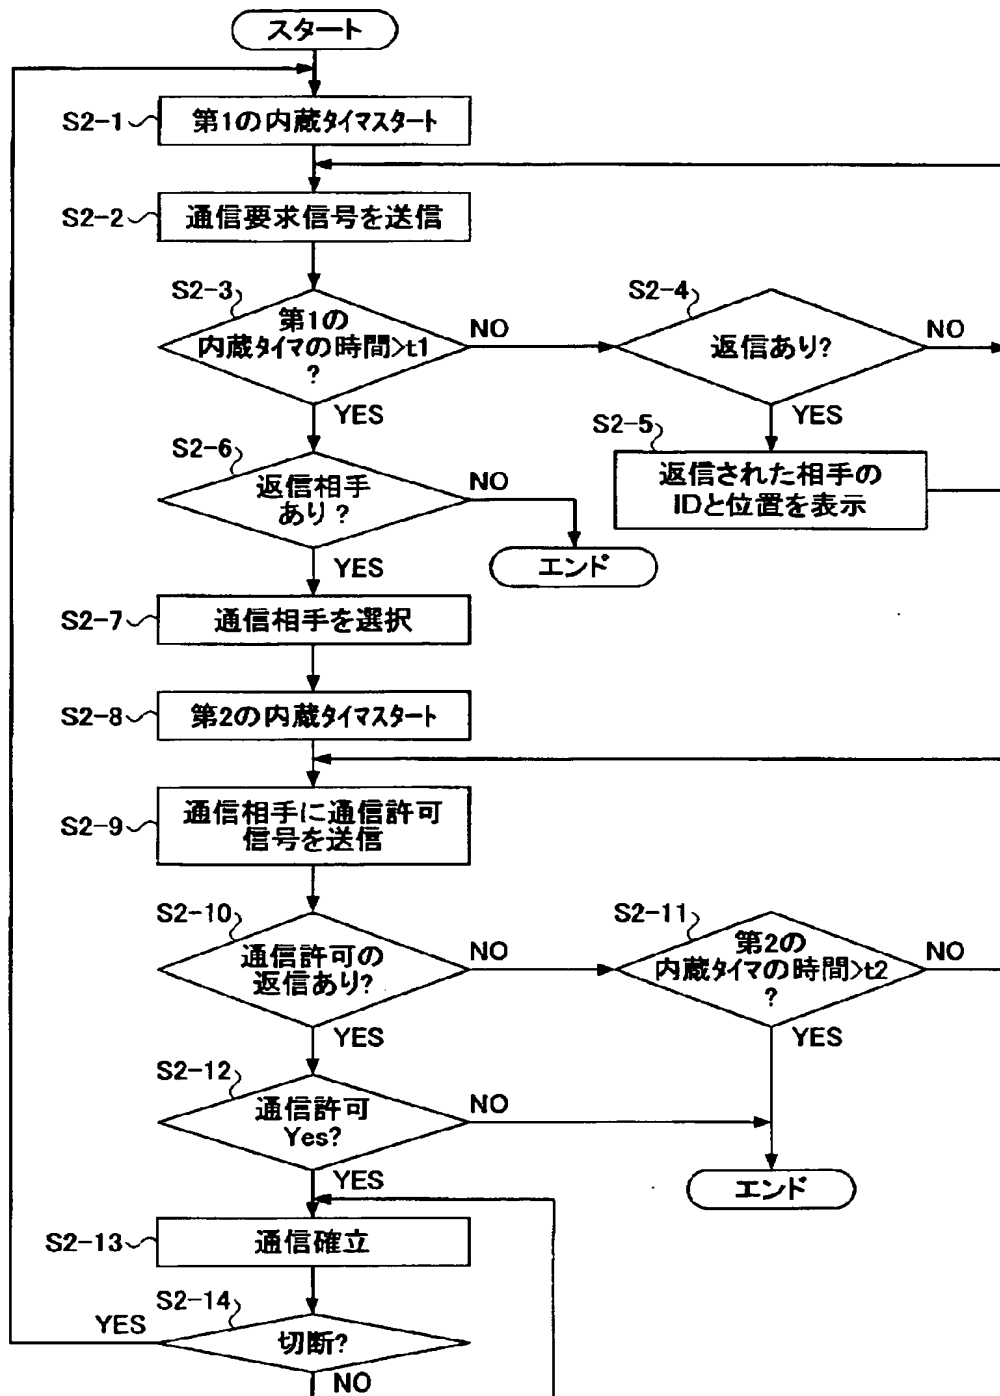 スタート
S2-1
第1の内蔵タイマスタート
S2-2
通信要求信号を送信
S2-3
第1の
内蔵タイマの時間>t1
?
NO
YES
S2-4
返信あり?
NO
YES
S2-5
返信された相手の
IDと位置を表示
S2-6
返信相手
あり?
NO
エンド
YES
S2-7
通信相手を選択
S2-8
第2の内蔵タイマスタート
S2-9
通信相手に通信許可
信号を送信
S2-10
通信許可の
返信あり?
NO
YES
S2-11
第2の
内蔵タイマの時間>t2
?
NO
YES
S2-12
通信許可
Yes?
NO
YES
エンド
S2-13
通信確立
S2-14
切断?
YES
NO